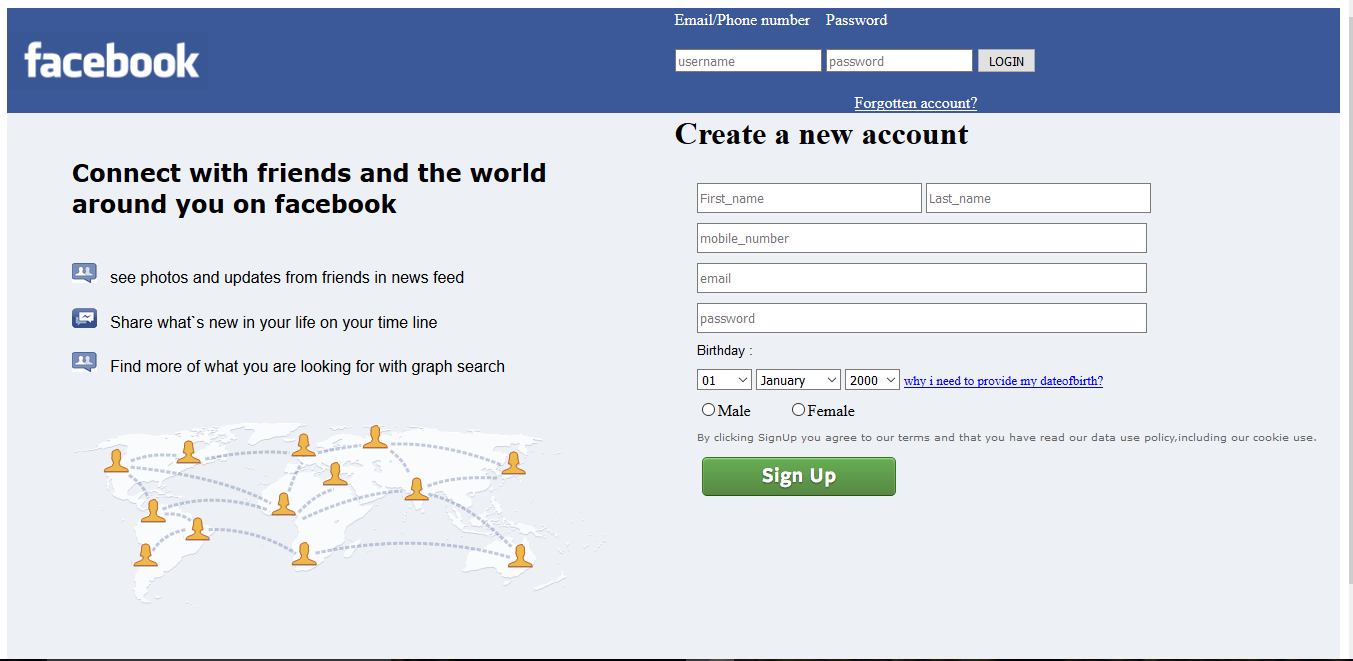 Email/Phone number Password
facebook
username password LOGIN
Forgotten account?
Create a new account
Connect with friends and the world
around you on facebook
First_name Last_name
mobile_number
email
password
see photos and updates from friends in news feed
Share what`s new in your life on your time line
Find more of what you are looking for with graph search
Birthday :
01 January 2000 why i need to provide my dateofbirth?
Male Female
By clicking SignUp you agree to our terms and that you have read our data use policy,including our cookie use.
Sign Up